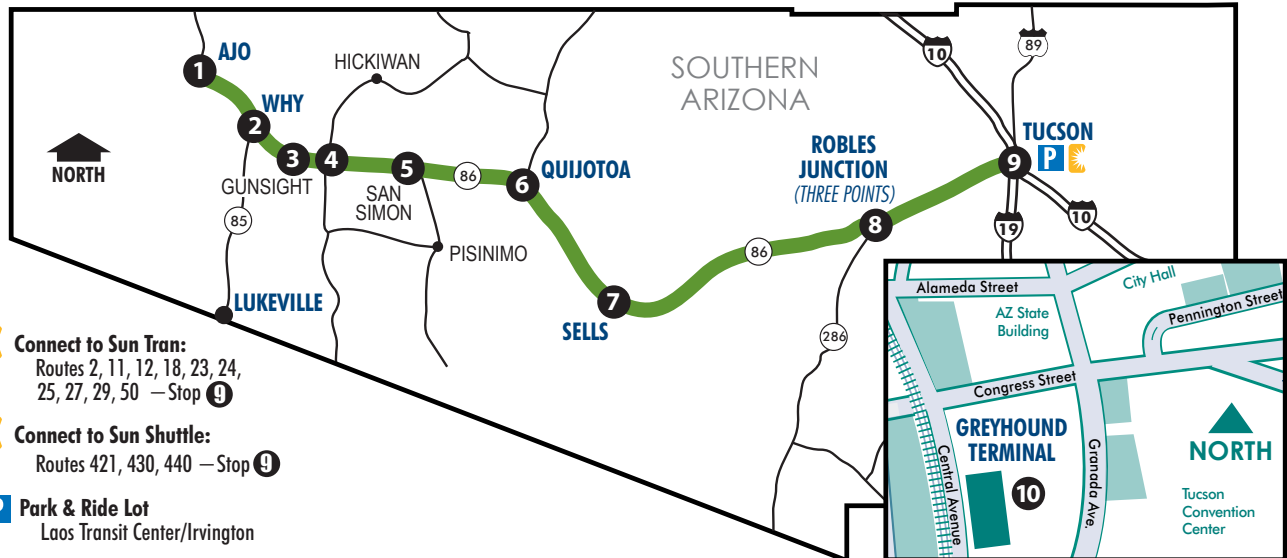 1
AJO
HICKIWAN
SOUTHERN
ARIZONA
10
89
NORTH
2
WHY
3
4
5
GUNSIGHT
SAN
SIMON
86
6
QUIJOTOA
ROBLES
JUNCTION
(THREE POINTS)
8
TUCSON
9
P
85
PISINIMO
19
10
86
LUKEVILLE
7
SELLS
286
Connect to Sun Tran:
Routes 2, 11, 12, 18, 23, 24,
25, 27, 29, 50 – Stop 9
Connect to Sun Shuttle:
Routes 421, 430, 440 – Stop 9
P Park & Ride Lot
Laos Transit Center/Irvington
Alameda Street
City Hall
AZ State
Building
Pennington Street
Congress Street
GREYHOUND
TERMINAL
10
Central Avenue
Granada Ave.
NORTH
Tucson
Convention
Center